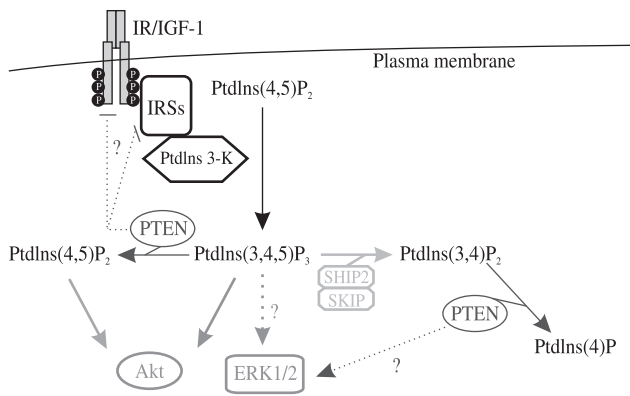 IR/IGF-1
Plasma membrane
P P
P P
P P
IRSs
PtdIns(4,5)P2
?
PtdIns 3-K
PTEN
PtdIns(4,5)P2
PtdIns(3,4,5)P3
PtdIns(3,4)P2
SHIP2
SKIP
?
PTEN
PtdIns(4)P
Akt
ERK1/2
?